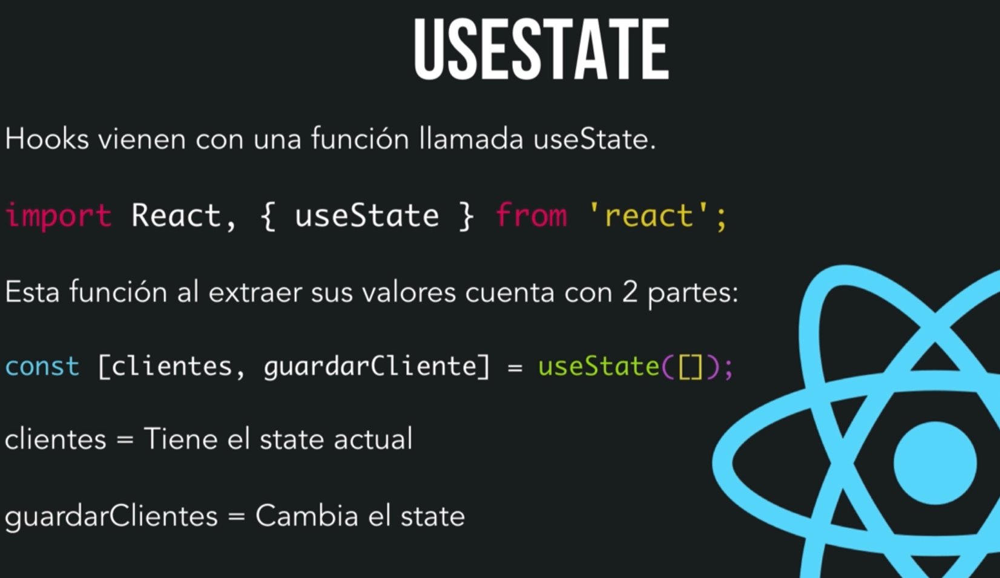 USESTATE
Hooks vienen con una función llamada useState.
import React, { useState } from 'react';
Esta función al extraer sus valores cuenta con 2 partes:
const [clientes, guardarCliente] = useState([]);
clientes = Tiene el state actual
guardarClientes = Cambia el state